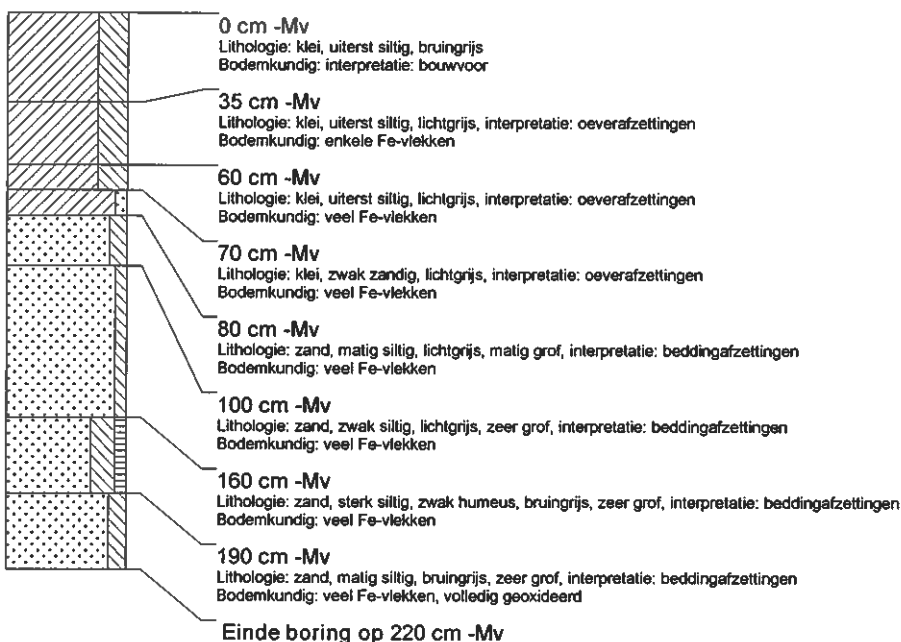 0 cm -Mv
Lithologie: klei, uiterst siltig, bruingrijs
Bodemkundig: interpretatie: bouwvoor
35 cm -Mv
Lithologie: klei, uiterst siltig, lichtgrijs, interpretatie: oeverafzettingen
Bodemkundig: enkele Fe-vlekken
60 cm -Mv
Lithologie: klei, uiterst siltig, lichtgrijs, interpretatie: oeverafzettingen
Bodemkundig: veel Fe-vlekken
70 cm -Mv
Lithologie: klei, zwak zandig, lichtgrijs, interpretatie: oeverafzettingen
Bodemkundig: veel Fe-vlekken
80 cm -Mv
Lithologie: zand, matig siltig, lichtgrijs, matig grof, interpretatie: beddingafzettingen
Bodemkundig: veel Fe-vlekken
100 cm -Mv
Lithologie: zand, zwak siltig, lichtgrijs, zeer grof, interpretatie: beddingafzettingen
Bodemkundig: veel Fe-vlekken
160 cm -Mv
Lithologie: zand, sterk siltig, zwak humeus, bruingrijs, zeer grof, interpretatie: beddingafzettingen
Bodemkundig: veel Fe-vlekken
190 cm -Mv
Lithologie: zand, matig siltig, bruingrijs, zeer grof, interpretatie: beddingafzettingen
Bodemkundig: veel Fe-vlekken, volledig geoxideerd
Einde boring op 220 cm -Mv